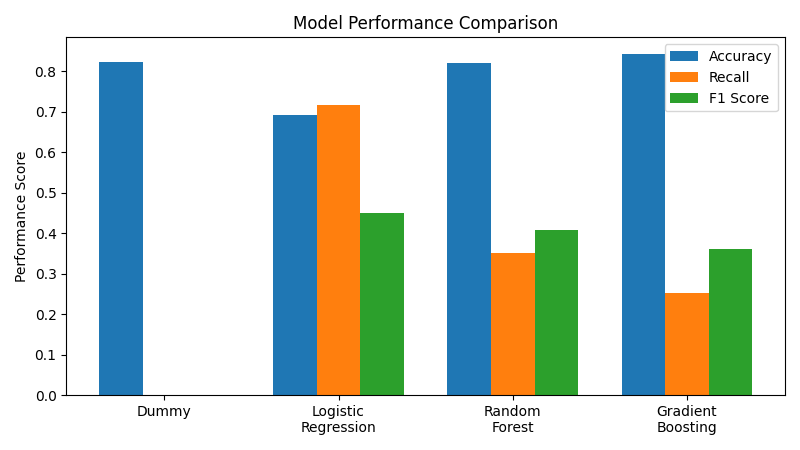 Model Performance Comparison
Accuracy
Recall
F1 Score
Performance Score
0.8
0.7
0.6
0.5
0.4
0.3
0.2
0.1
0.0
Dummy
Logistic
Regression
Random
Forest
Gradient
Boosting